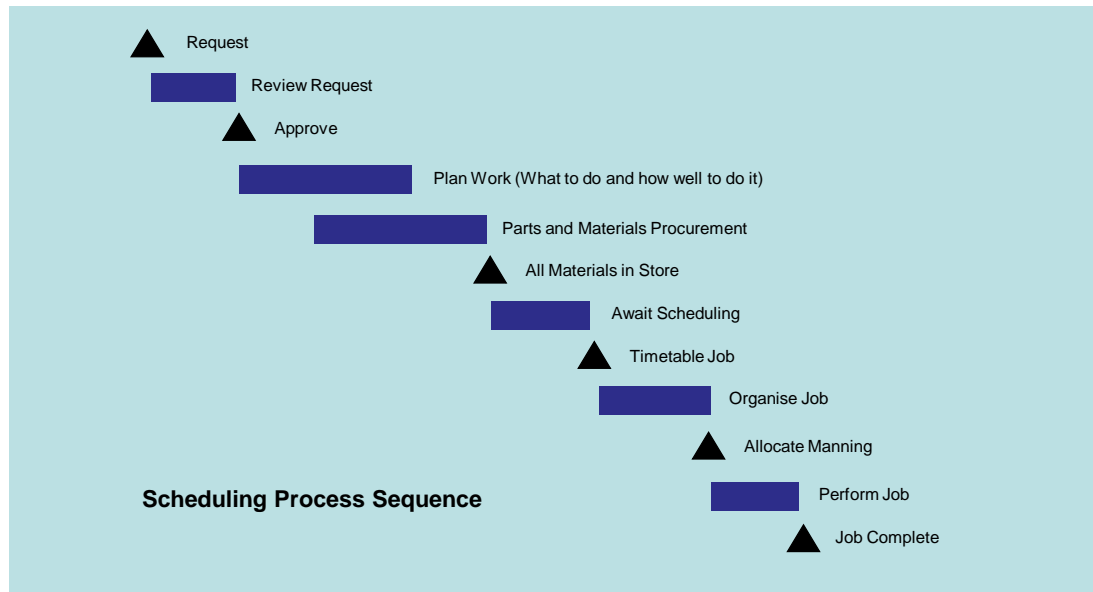 Request
Review Request
Approve
Plan Work (What to do and how well to do it)
Parts and Materials Procurement
All Materials in Store
Await Scheduling
Timetable Job
Organise Job
Allocate Manning
Scheduling Process Sequence
Perform Job
Job Complete